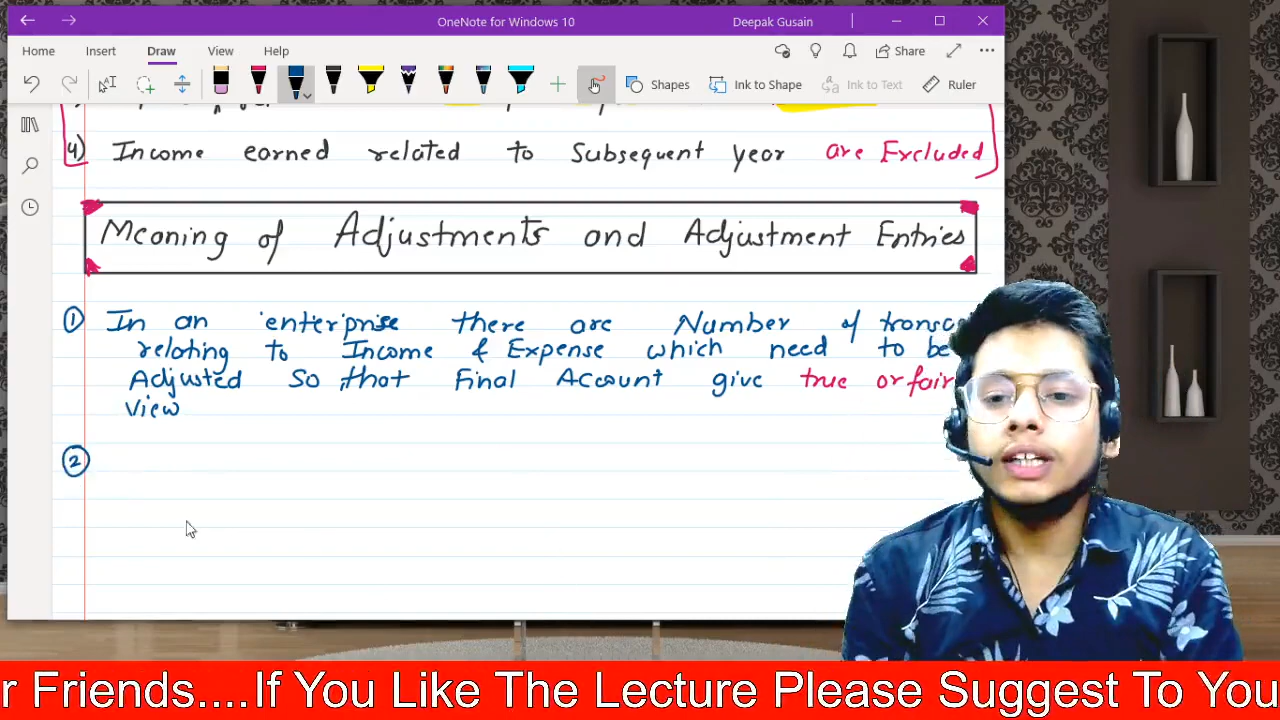 OneNote for Windows 10
Deepak Gusain
Home Insert Draw View Help
Share
Shapes Ink to Shape Ink to Text Ruler
4) Income earned related to Subsequent year are Excluded
Meaning of Adjustments and Adjustment Entries
① In an enterprise there are Number of transac
relating to Income & Expense which need to be
Adjusted so that Final Account give true or fair
view
②
r Friends....If You Like The Lecture Please Suggest To You